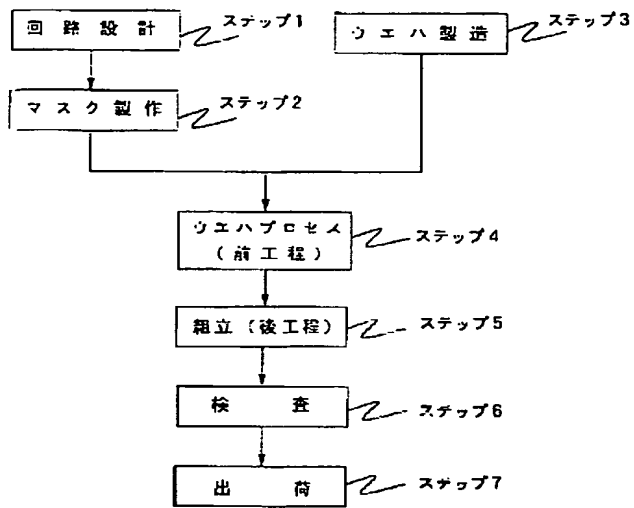 回路設計
ステップ1
ウエハ製造
ステップ3
マスク製作
ステップ2
ウエハプロセス
(前工程)
ステップ4
組立(後工程)
ステップ5
検査
ステップ6
出荷
ステップ7